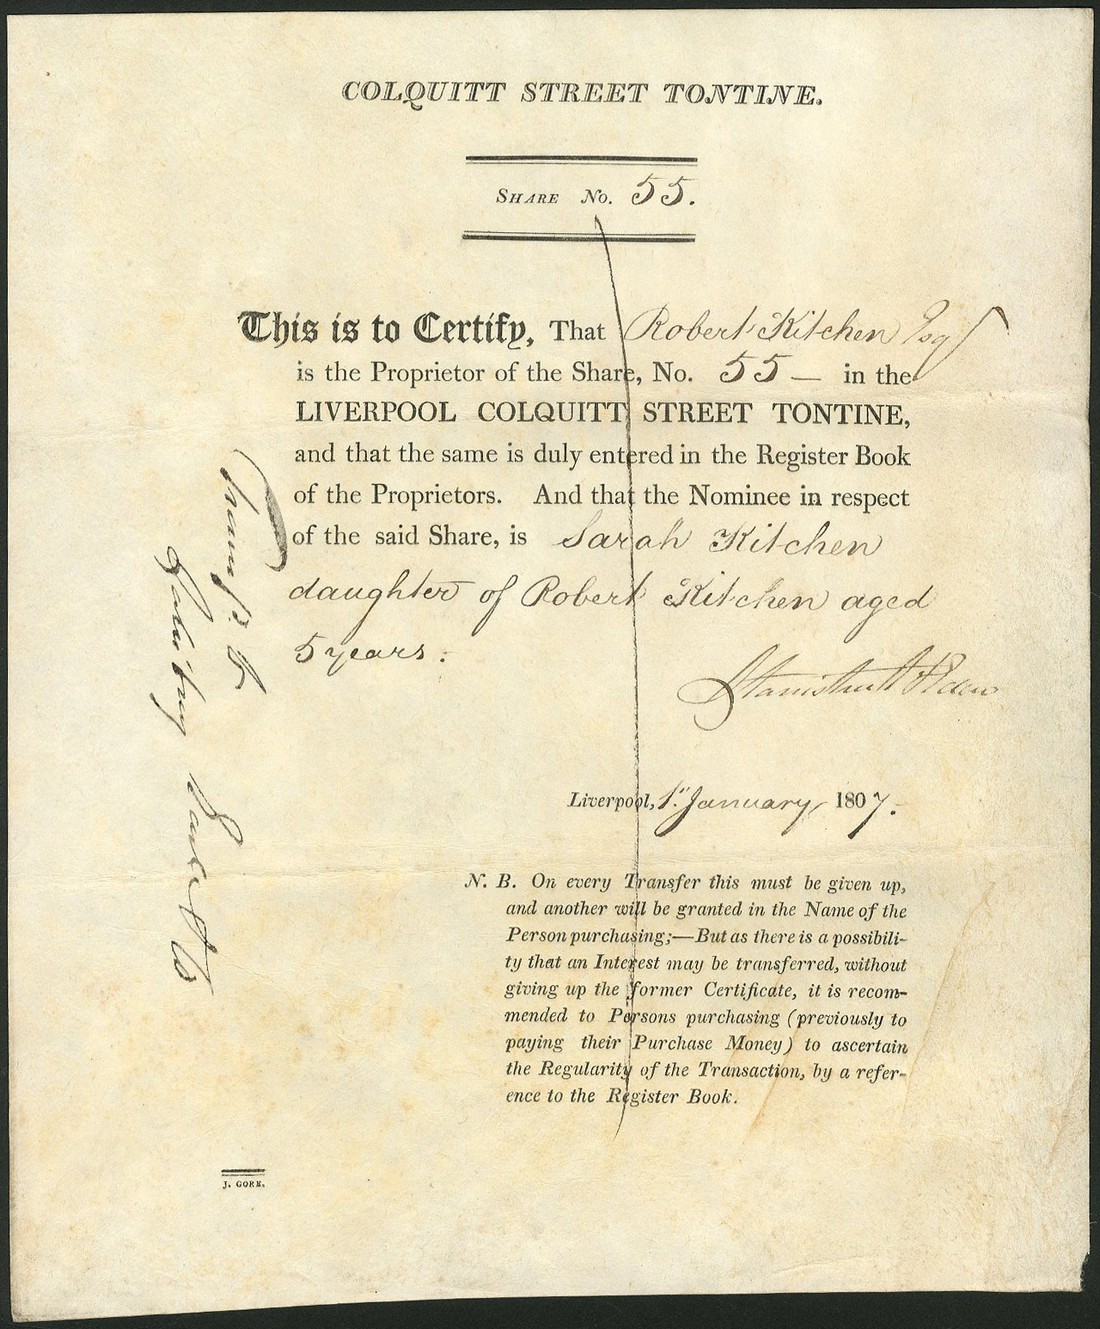 COLQUITT STREET TONTINE.
SHARE No. 55.
This is to Certify, That Robert Kitchen Esq
is the Proprietor of the Share, No. 55 — in the
LIVERPOOL COLQUITT STREET TONTINE,
and that the same is duly entered in the Register Book
of the Proprietors. And that the Nominee in respect
of the said Share, is Sarah Kitchen
daughter of Robert Kitchen aged
5 years.
Liverpool, 1st January, 1807.
N. B. On every Transfer this must be given up,
and another will be granted in the Name of the
Person purchasing;—But as there is a possibili-
ty that an Interest may be transferred, without
giving up the former Certificate, it is recom-
mended to Persons purchasing (previously to
paying their Purchase Money) to ascertain
the Regularity of the Transaction, by a refer-
ence to the Register Book.
J. GORE.